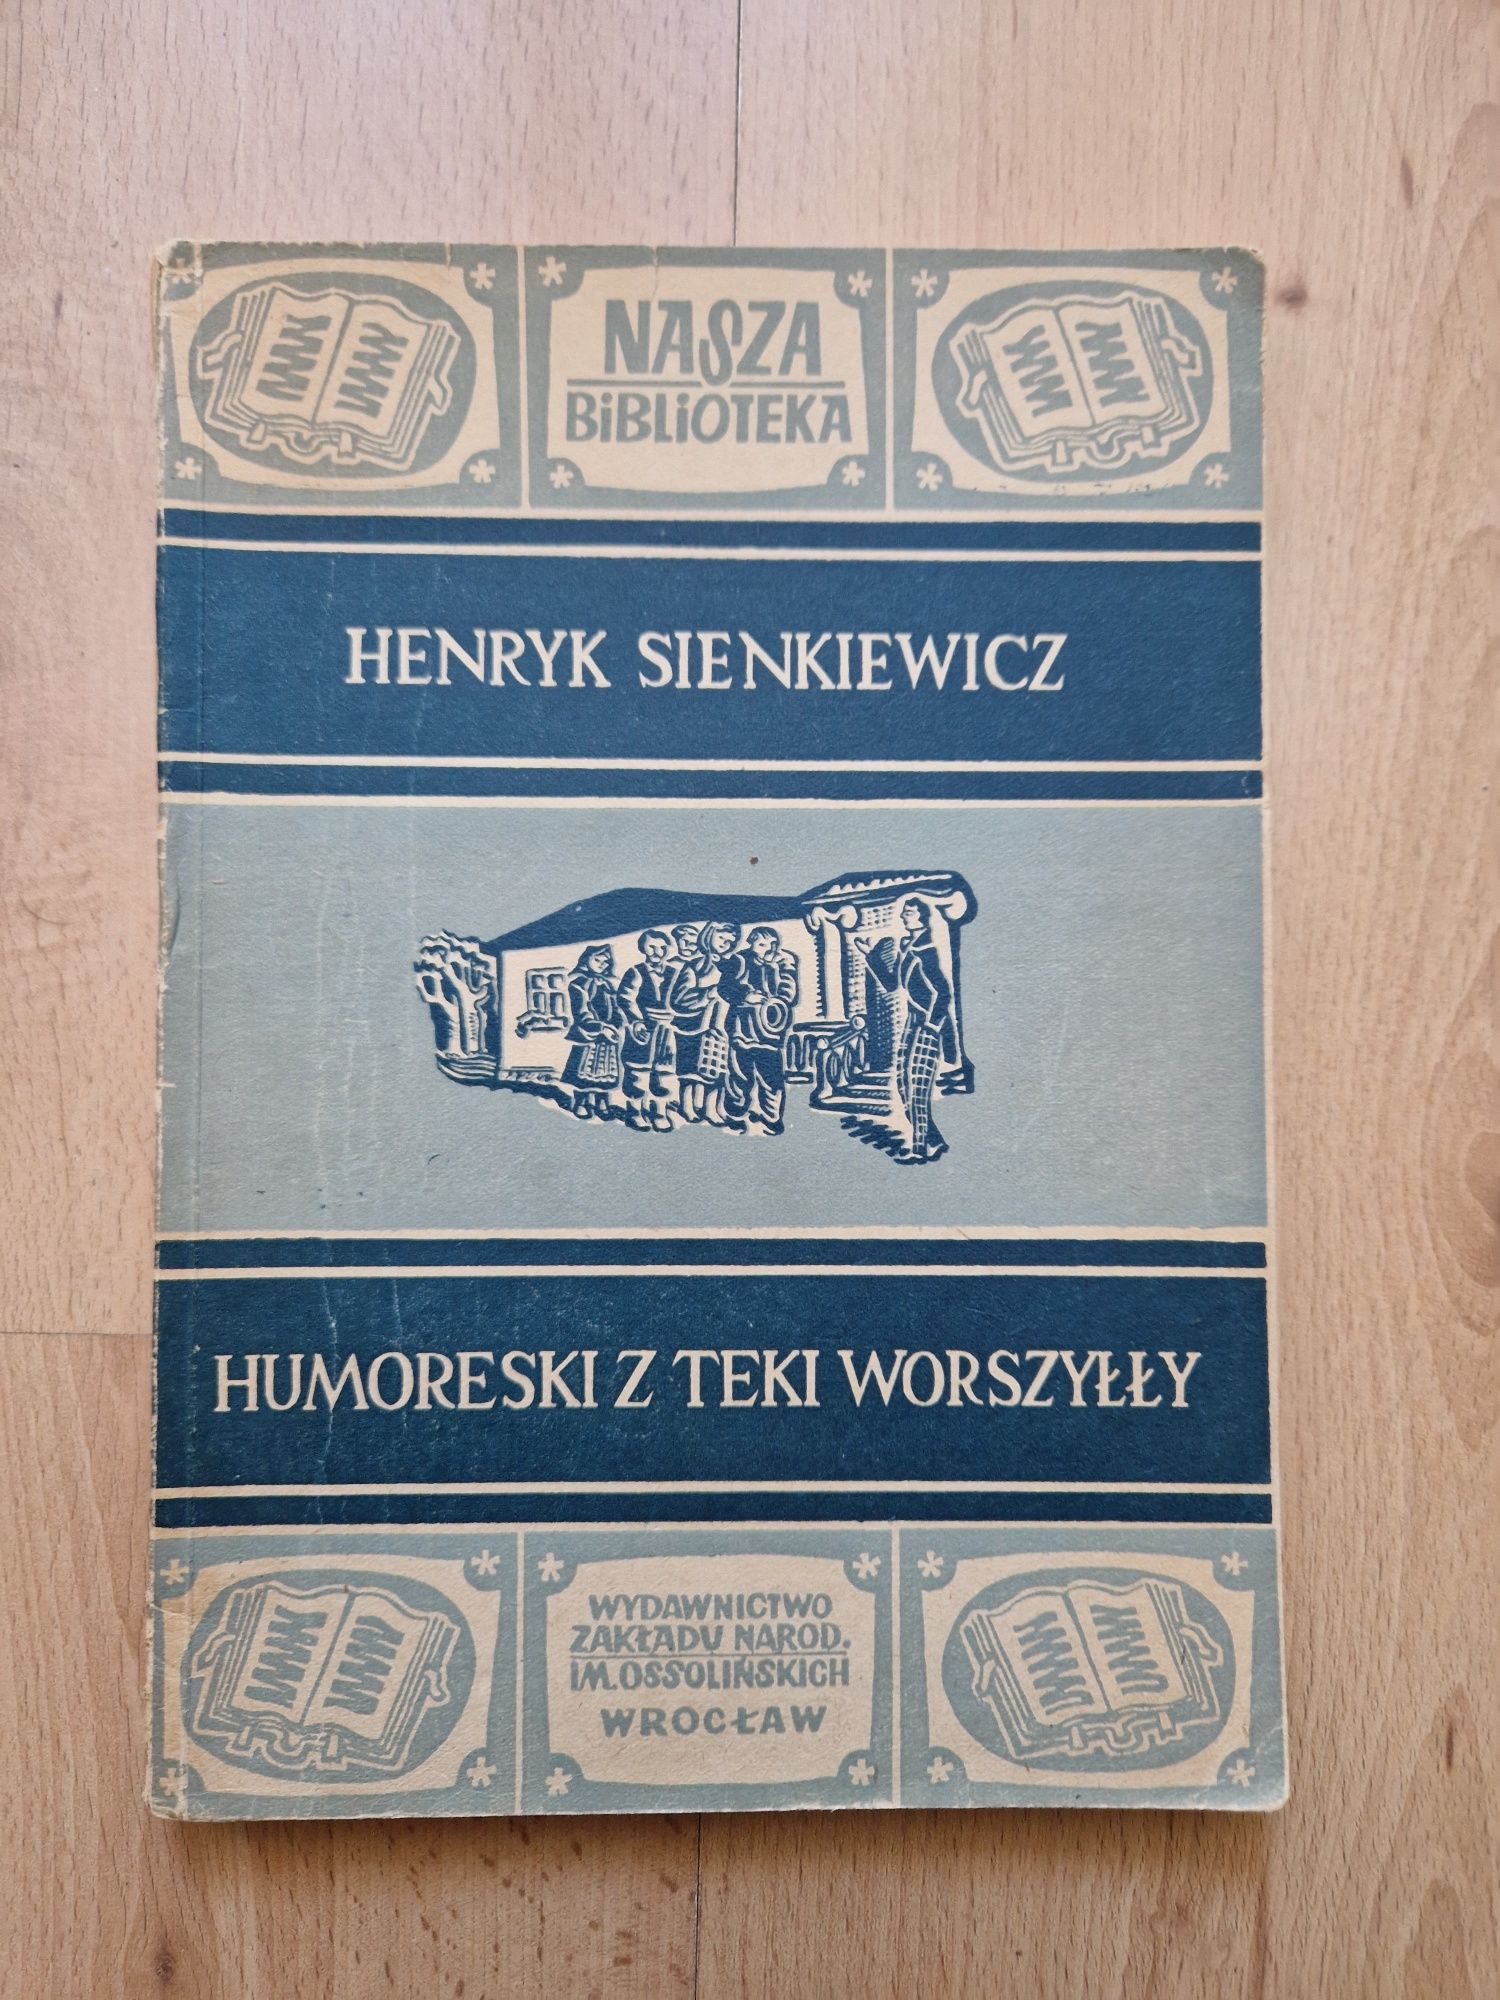 NASZA
BiBLiOTEKA
HENRYK SIENKIEWICZ
HUMORESKI Z TEKI WORSZYŁŁY
WYDAWNICTWO
ZAKŁADU NAROD.
IM. OSSOLIŃSKICH
WROCŁAW